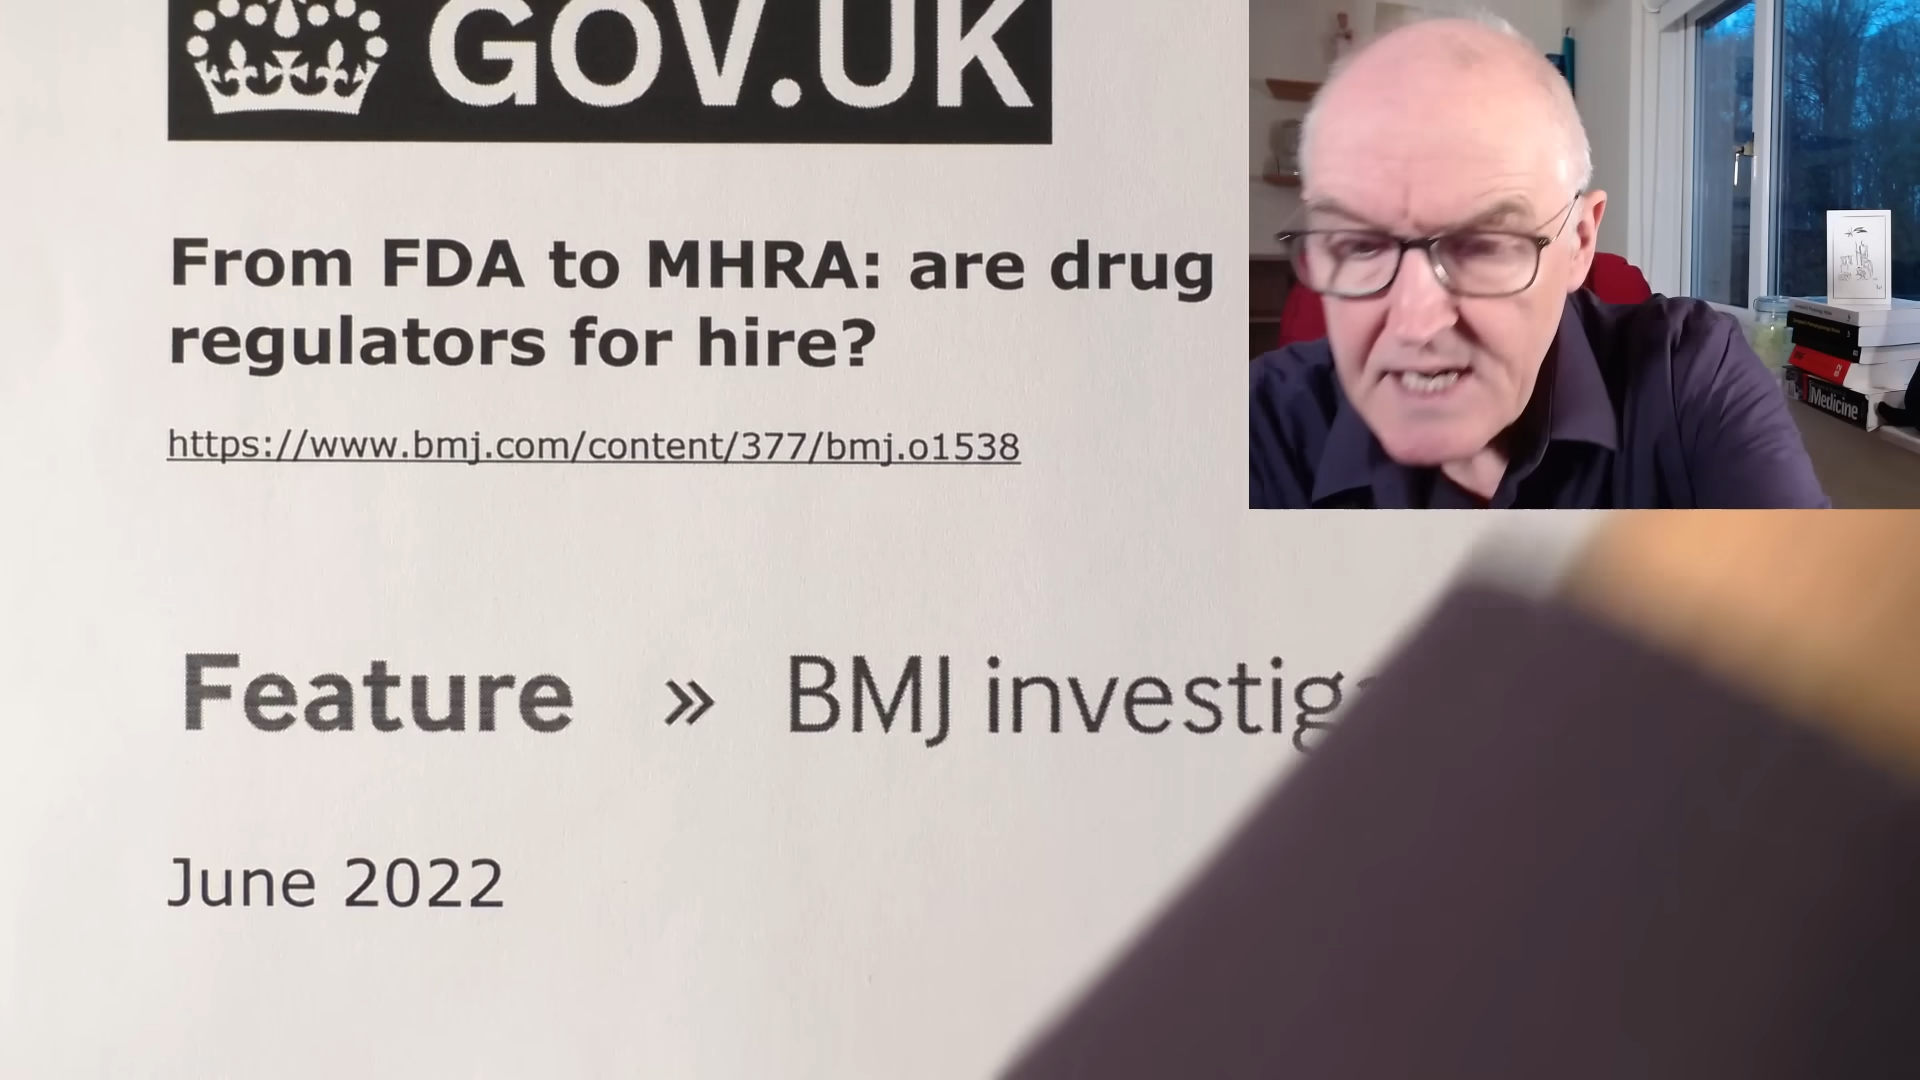 GOV.UK
From FDA to MHRA: are drug
regulators for hire?
https://www.bmj.com/content/377/bmj.o1538
Feature » BMJ
June 2022
Medicine